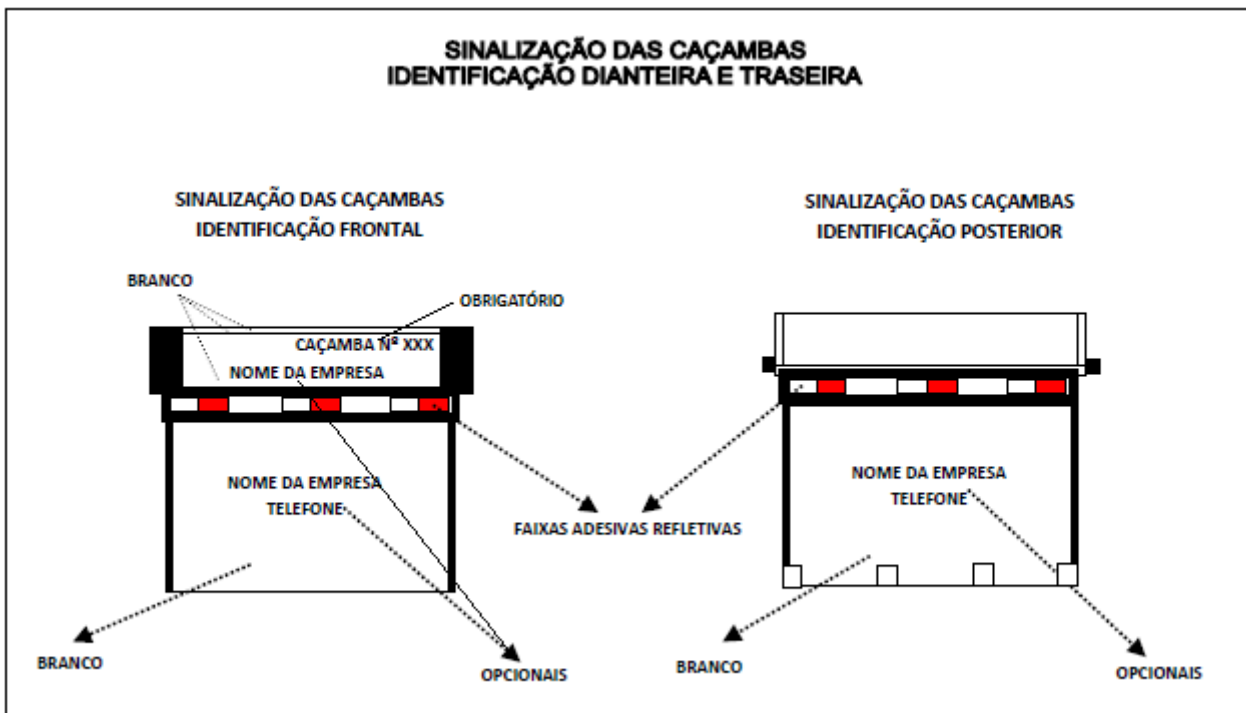 SINALIZAÇÃO DAS CAÇAMBAS
IDENTIFICAÇÃO DIANTEIRA E TRASEIRA
SINALIZAÇÃO DAS CAÇAMBAS
IDENTIFICAÇÃO FRONTAL
BRANCO
OBRIGATÓRIO
CAÇAMBA Nº XXX
NOME DA EMPRESA
NOME DA EMPRESA
TELEFONE
FAIXAS ADESIVAS REFLETIVAS
BRANCO
OPCIONAIS
SINALIZAÇÃO DAS CAÇAMBAS
IDENTIFICAÇÃO POSTERIOR
NOME DA EMPRESA
TELEFONE
BRANCO
OPCIONAIS